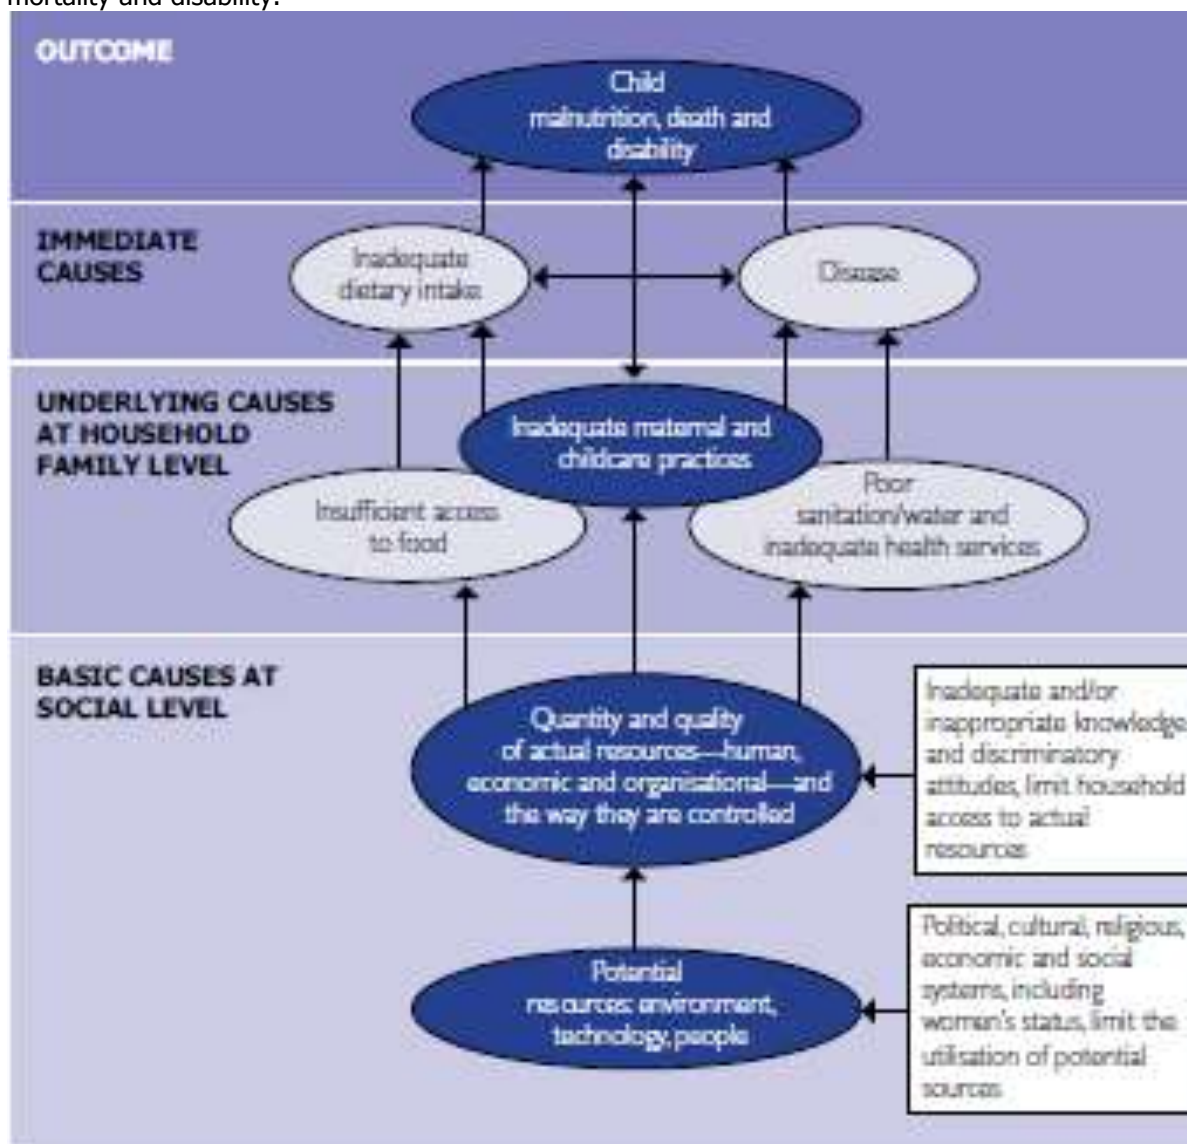 mortality and disability.
OUTCOME
Child
malnutrition, death and
disability
IMMEDIATE
CAUSES
Inadequate
dietary intake
Disease
UNDERLYING CAUSES
AT HOUSEHOLD
FAMILY LEVEL
Inadequate maternal and
childcare practices
Insufficient access
to food
Poor
sanitation/water and
inadequate health services
BASIC CAUSES AT
SOCIAL LEVEL
Quantity and quality
of actual resources—human,
economic and organisational—and
the way they are controlled
Inadequate and/or
inappropriate knowledge
and discriminatory
attitudes, limit household
access to actual
resources
Potential
resources: environment,
technology, people
Political, cultural, religious,
economic and social
systems, including
women's status, limit the
utilisation of potential
sources